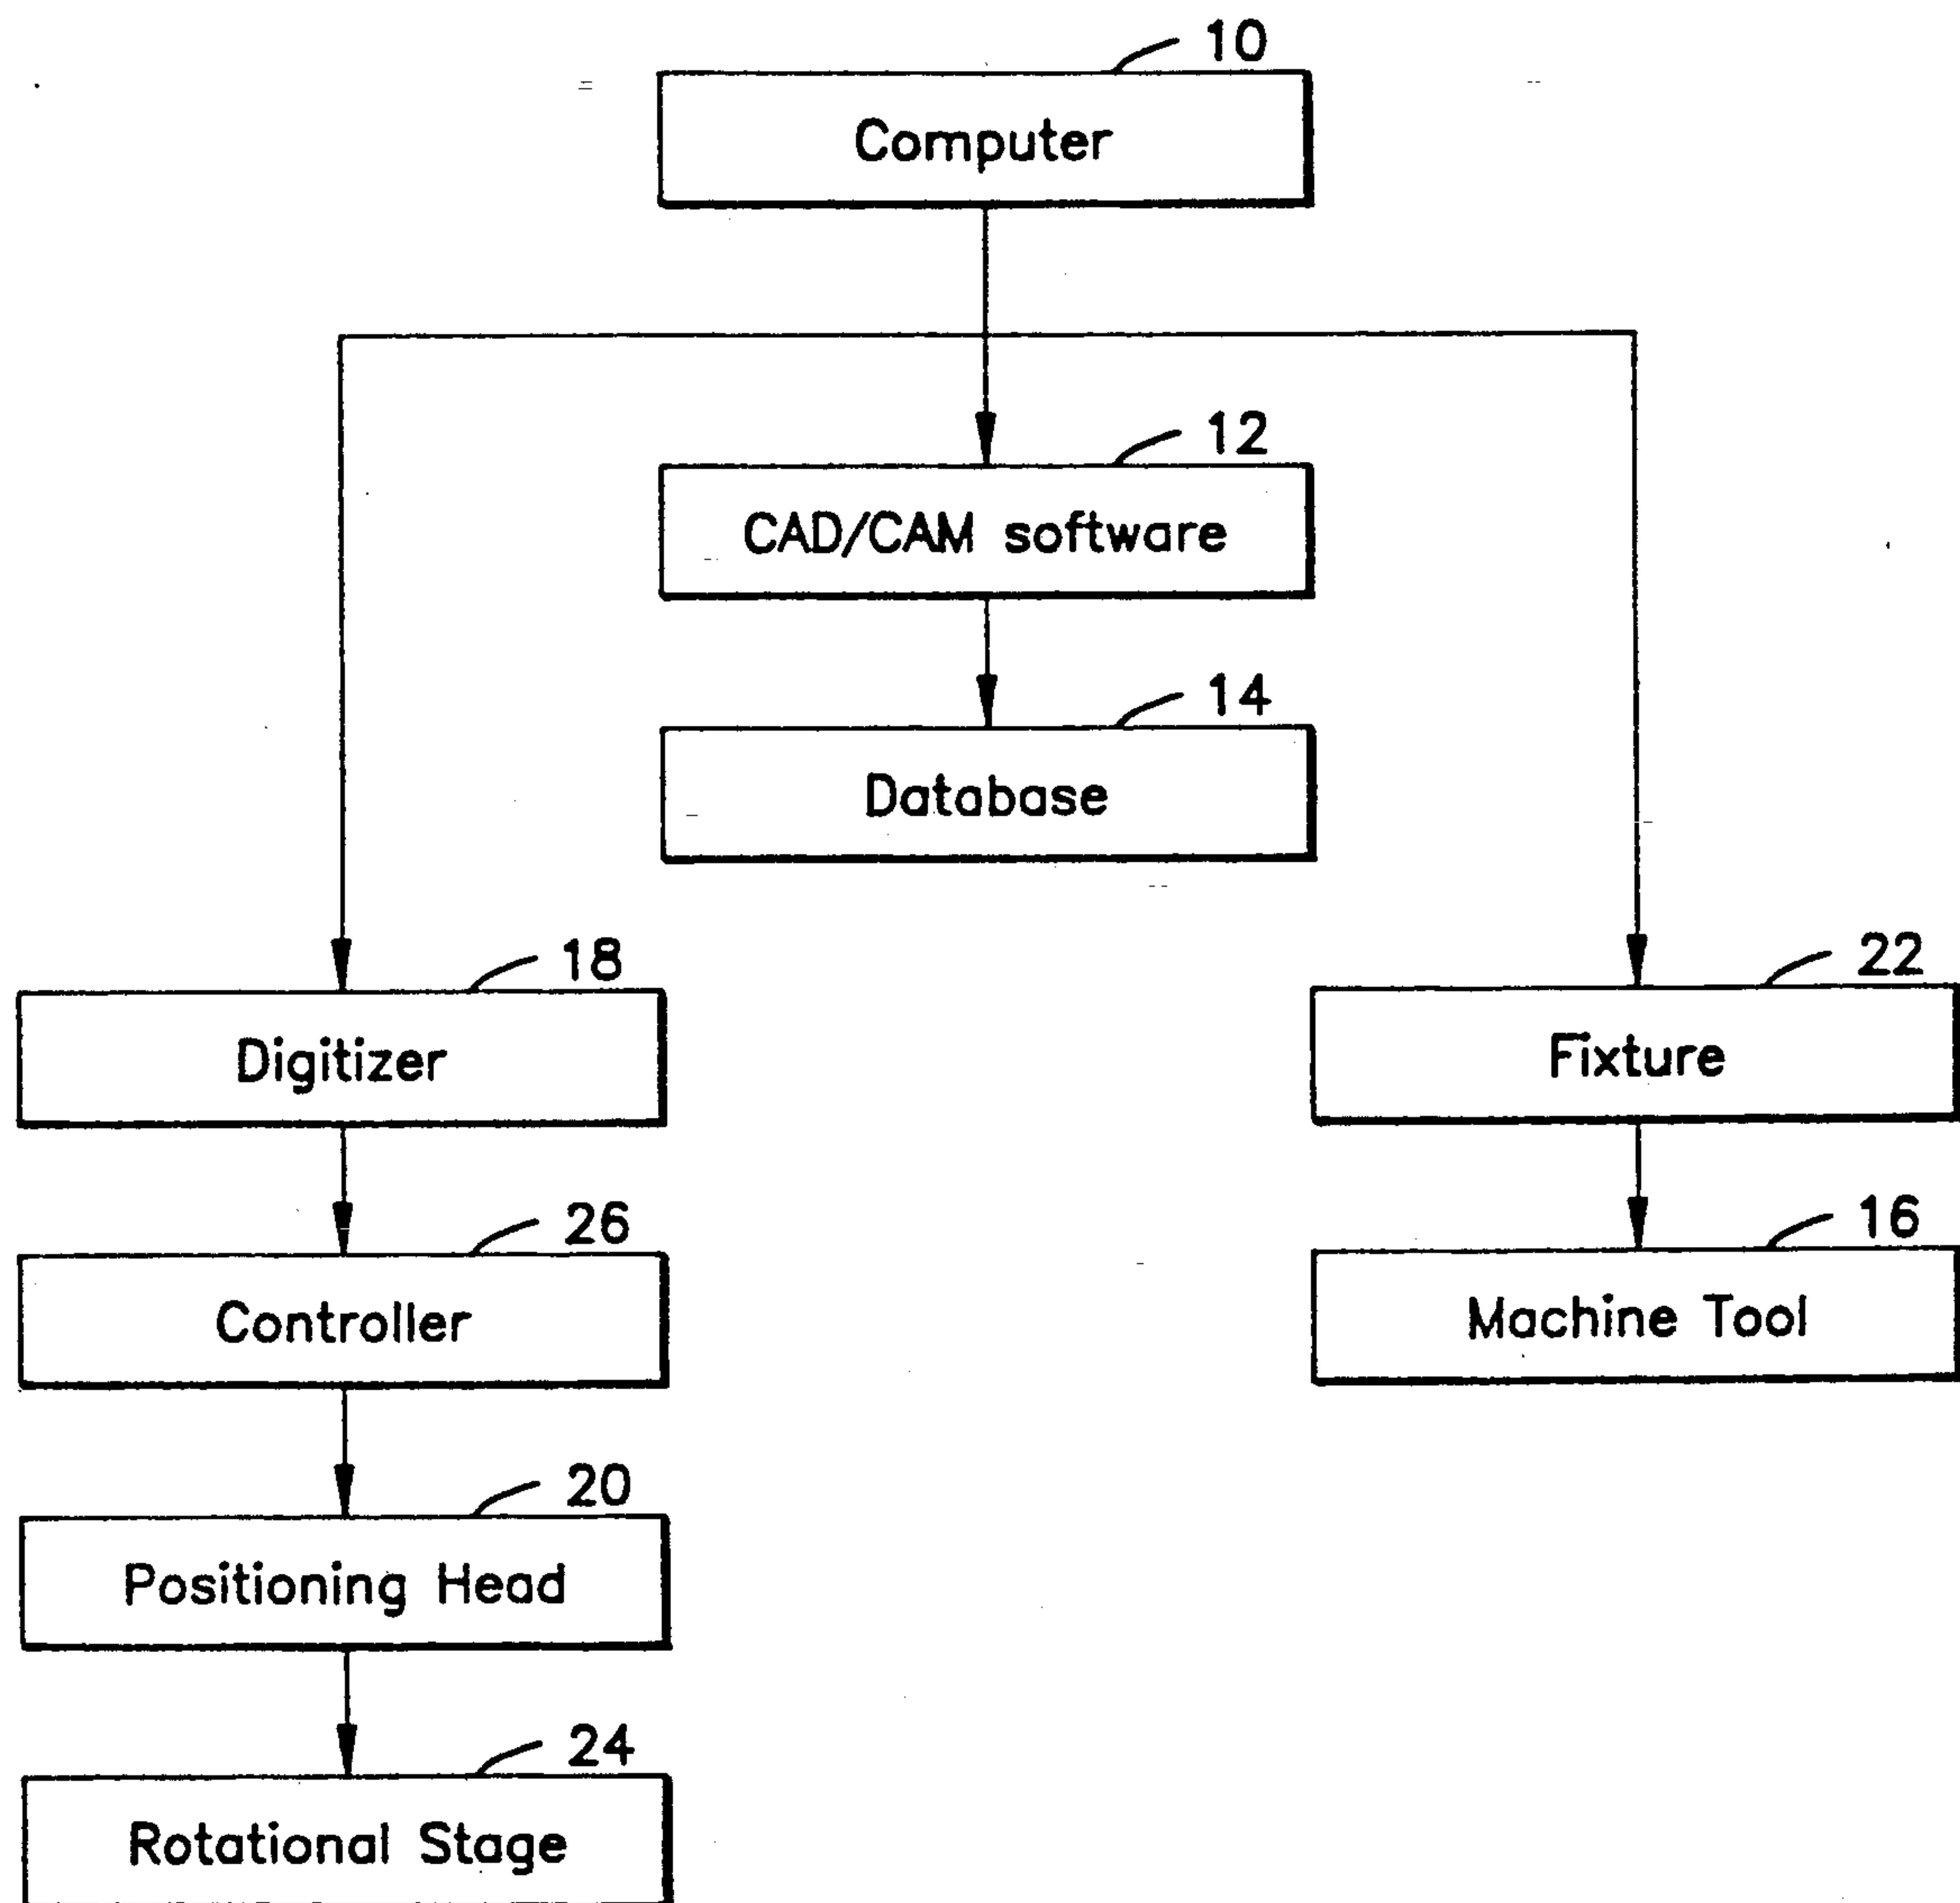 10
Computer
12
CAD/CAM software
14
Database
18
Digitizer
22
Fixture
26
Controller
16
Machine Tool
20
Positioning Head
24
Rotational Stage